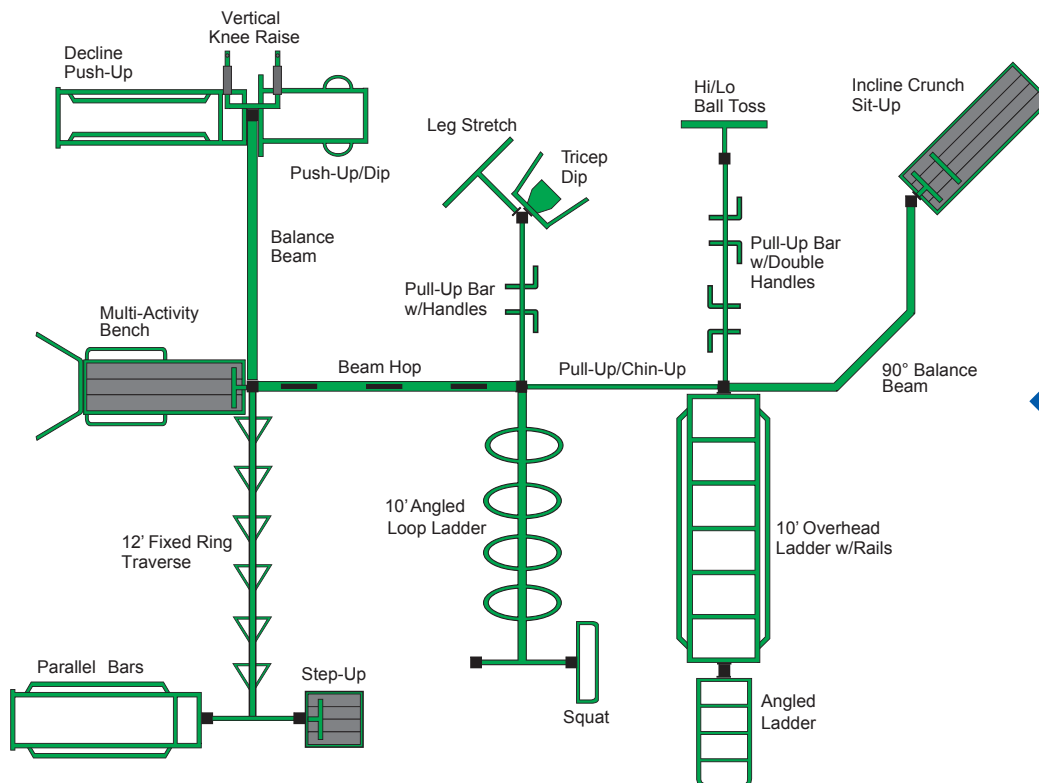 Vertical
Knee Raise
Decline
Push-Up
Hi/Lo
Ball Toss
Incline Crunch
Sit-Up
Leg Stretch
Tricep
Dip
Push-Up/Dip
Balance
Beam
Pull-Up Bar
w/Handles
Pull-Up Bar
w/Double
Handles
Multi-Activity
Bench
Beam Hop
Pull-Up/Chin-Up
90° Balance
Beam
10' Angled
Loop Ladder
12' Fixed Ring
Traverse
10' Overhead
Ladder w/Rails
Parallel Bars
Step-Up
Squat
Angled
Ladder